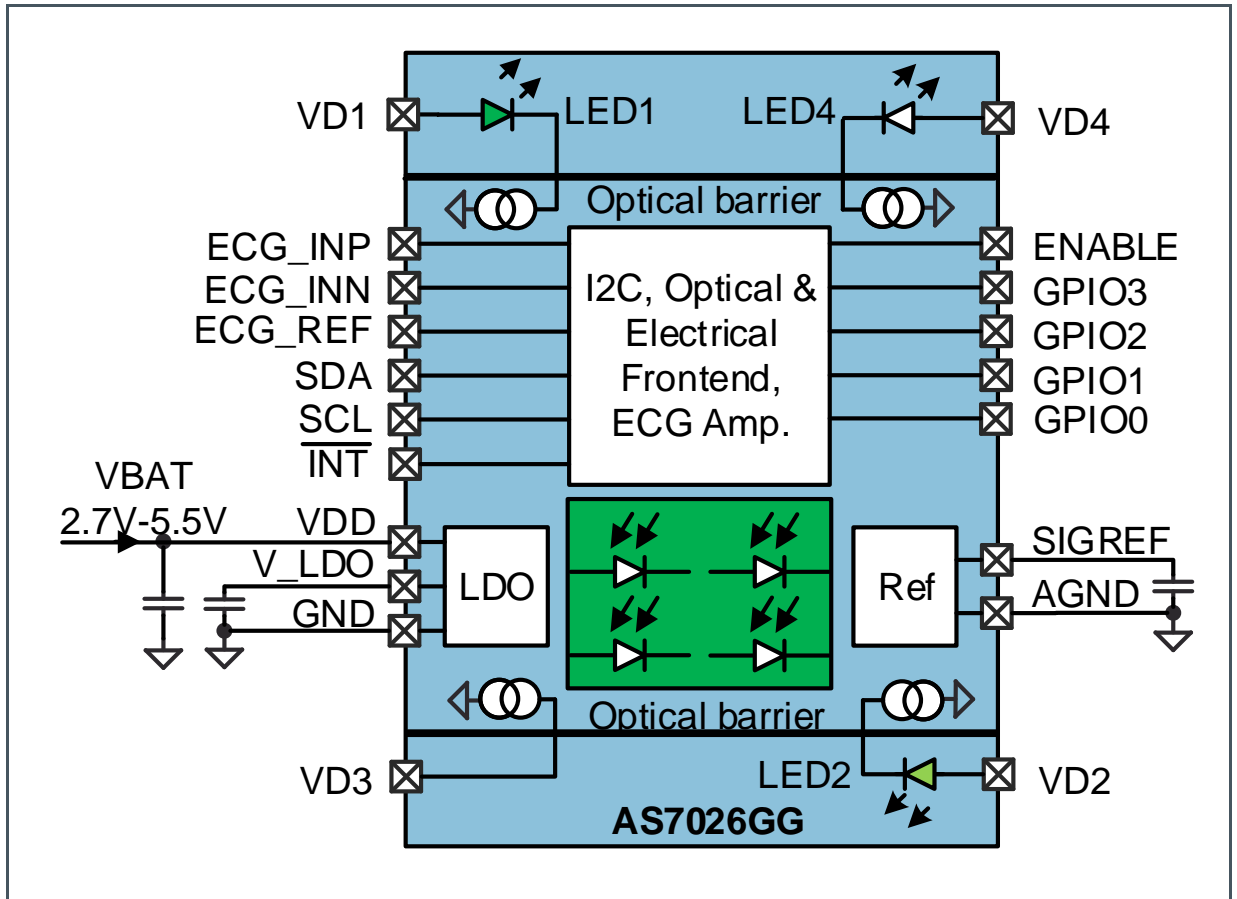 VD1
LED1
LED4
VD4
Optical barrier
ECG_INP
ECG_INN
ECG_REF
SDA
SCL
INT
I2C, Optical &
Electrical
Frontend,
ECG Amp.
ENABLE
GPIO3
GPIO2
GPIO1
GPIO0
VBAT
2.7V-5.5V
VDD
V_LDO
GND
LDO
Ref
SIGREF
AGND
Optical barrier
VD3
LED2
VD2
AS7026GG